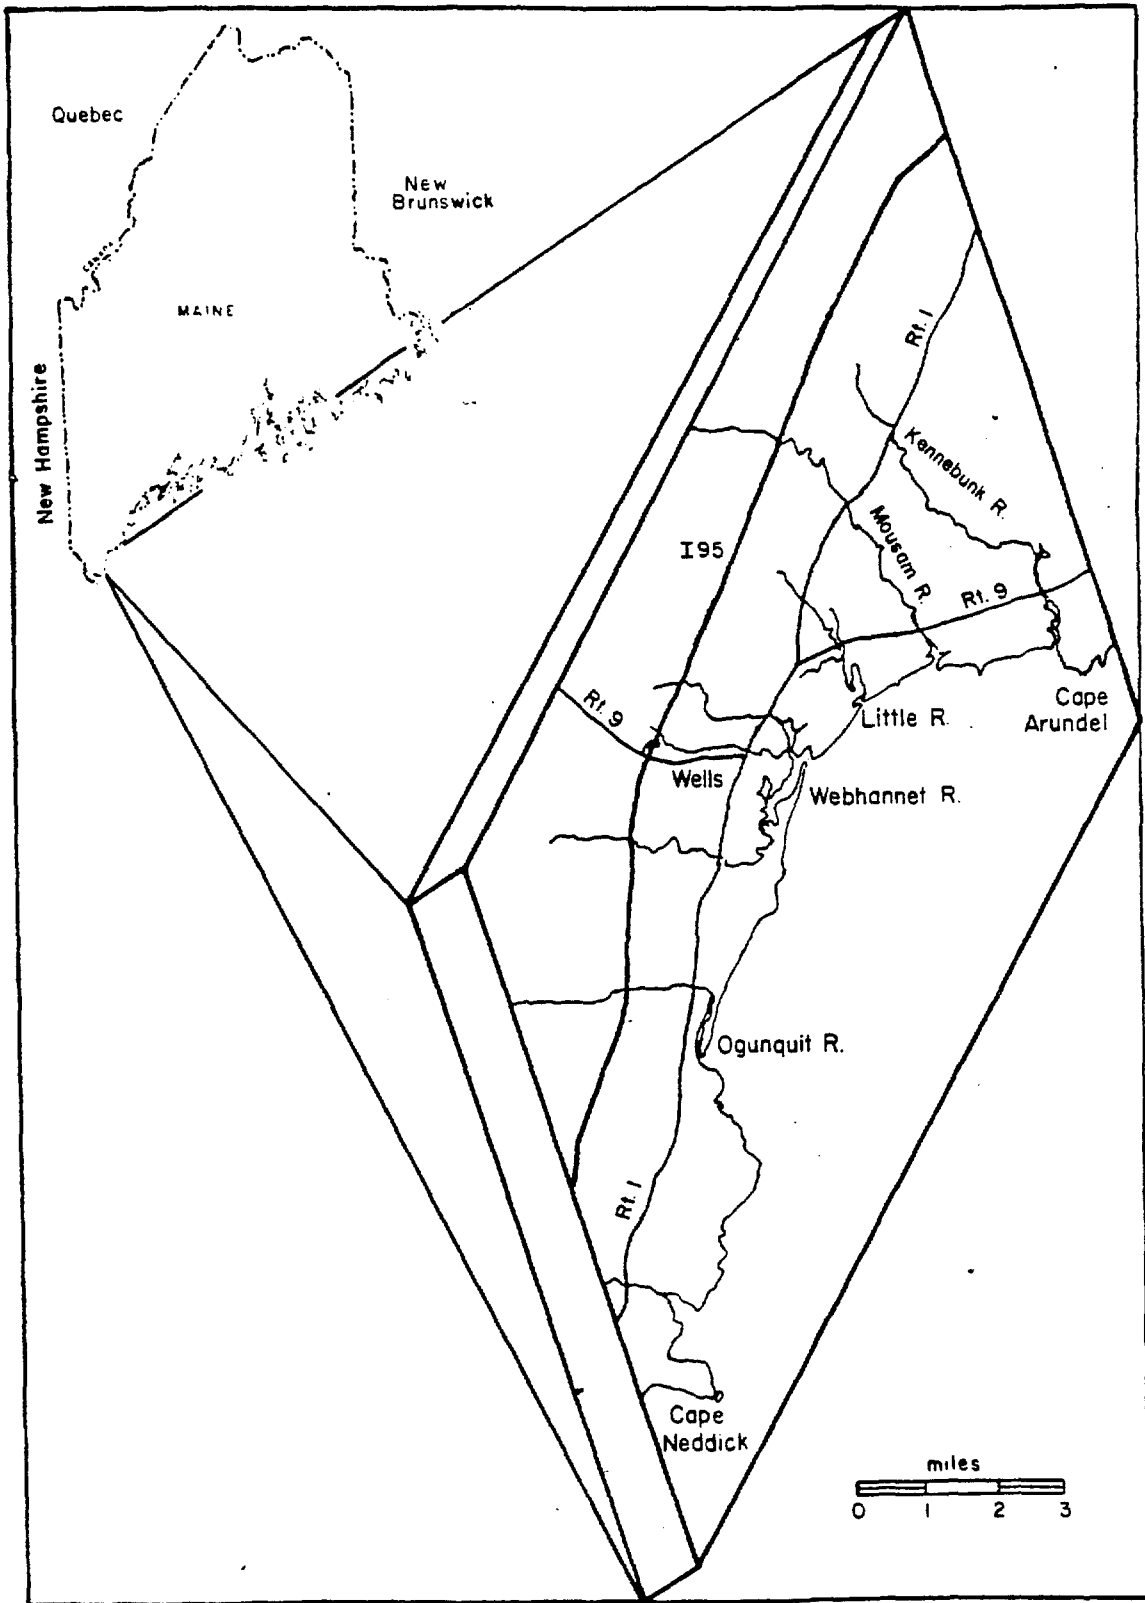 Quebec
New
Brunswick
CANADA
MAINE
New Hampshire
Rt. 1
Kennebunk R.
Mousam R.
I95
Rt. 9
Rt. 9
Cape
Arundel
Little R.
Wells
Webhannet R.
Ogunquit R.
Rt. 1
Cape
Neddick
miles
0 1 2 3